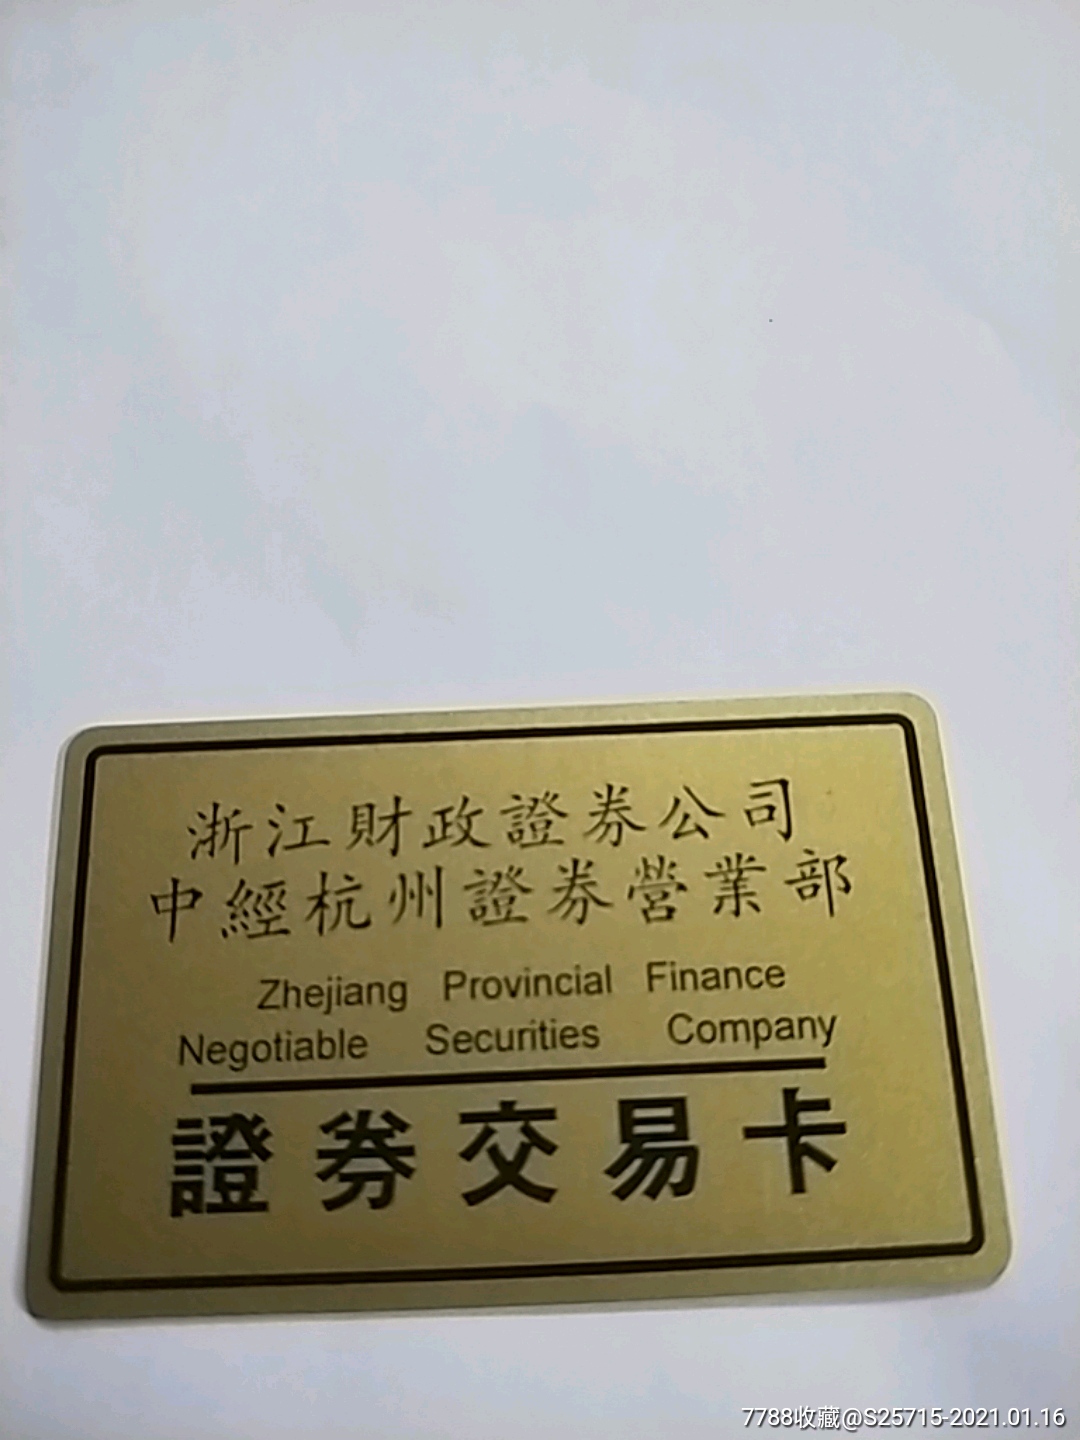 浙江財政證券公司
中經杭州證券營業部
Zhejiang Provincial Finance
Negotiable Securities Company
證券交易卡
7788收藏@S25715-2021.01.16